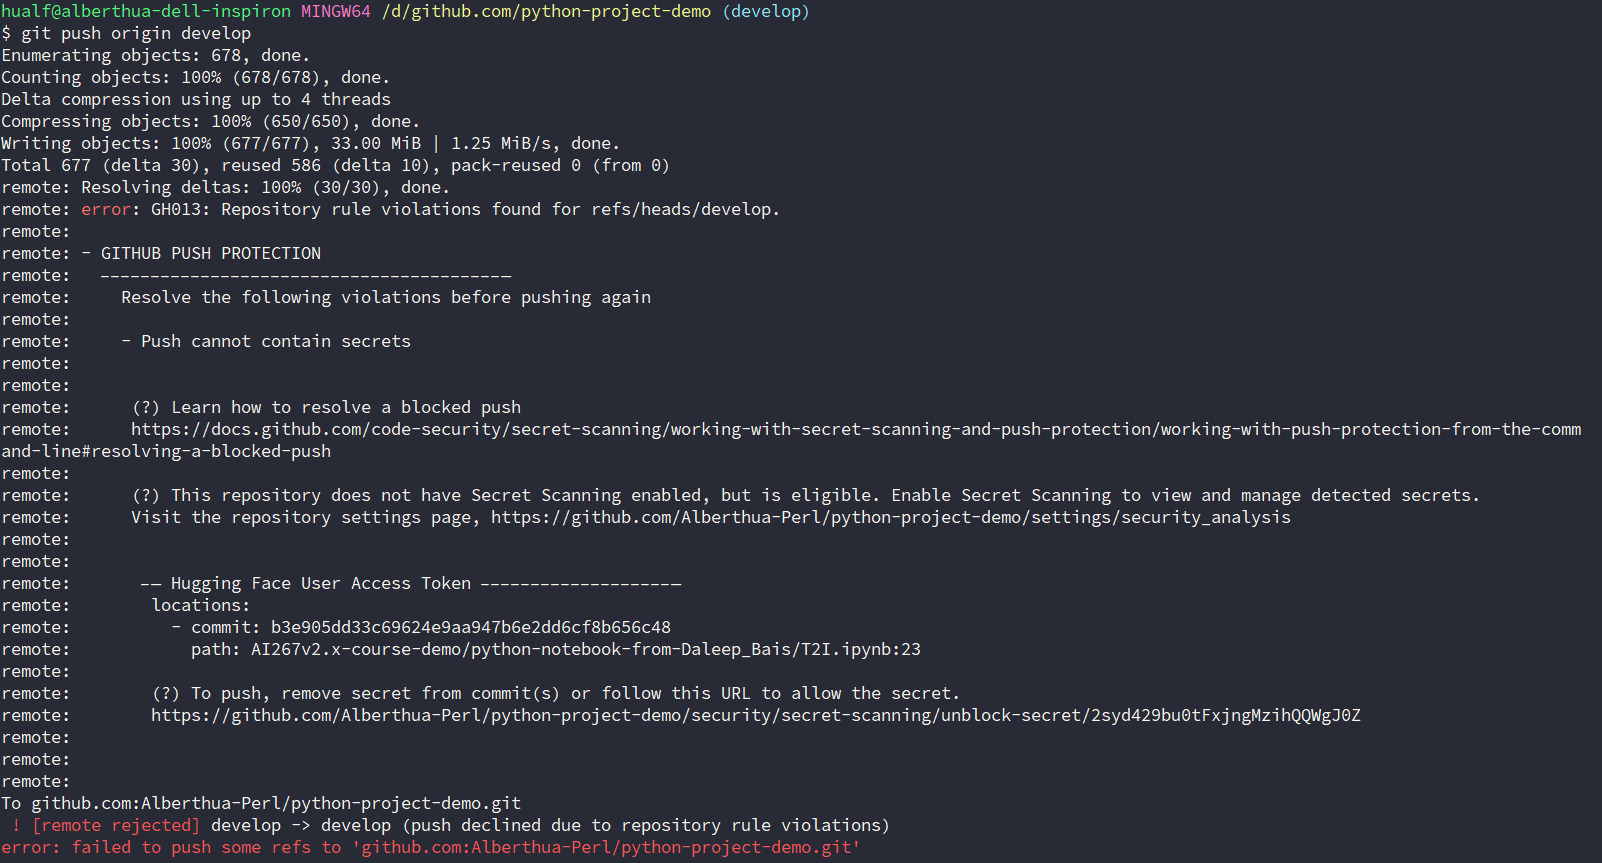 hualf@alberthua-dell-inspiron MINGW64 /d/github.com/python-project-demo (develop)
$ git push origin develop
Enumerating objects: 678, done.
Counting objects: 100% (678/678), done.
Delta compression using up to 4 threads
Compressing objects: 100% (650/650), done.
Writing objects: 100% (677/677), 33.00 MiB | 1.25 MiB/s, done.
Total 677 (delta 30), reused 586 (delta 10), pack-reused 0 (from 0)
remote: Resolving deltas: 100% (30/30), done.
remote: error: GH013: Repository rule violations found for refs/heads/develop.
remote:
remote: - GITHUB PUSH PROTECTION
remote:   —————————————————————————————————————————
remote:     Resolve the following violations before pushing again
remote:
remote:     - Push cannot contain secrets
remote:
remote:
remote:      (?) Learn how to resolve a blocked push
remote:      https://docs.github.com/code-security/secret-scanning/working-with-secret-scanning-and-push-protection/working-with-push-protection-from-the-comm
and-line#resolving-a-blocked-push
remote:
remote:      (?) This repository does not have Secret Scanning enabled, but is eligible. Enable Secret Scanning to view and manage detected secrets.
remote:      Visit the repository settings page, https://github.com/Alberthua-Perl/python-project-demo/settings/security_analysis
remote:
remote:
remote:       —— Hugging Face User Access Token ————————————————————
remote:        locations:
remote:          - commit: b3e905dd33c69624e9aa947b6e2dd6cf8b656c48
remote:            path: AI267v2.x-course-demo/python-notebook-from-Daleep_Bais/T2I.ipynb:23
remote:
remote:        (?) To push, remove secret from commit(s) or follow this URL to allow the secret.
remote:        https://github.com/Alberthua-Perl/python-project-demo/security/secret-scanning/unblock-secret/2syd429bu0tFxjngMzihQQWgJ0Z
remote:
remote:
remote:
To github.com:Alberthua-Perl/python-project-demo.git
 ! [remote rejected] develop -> develop (push declined due to repository rule violations)
error: failed to push some refs to 'github.com:Alberthua-Perl/python-project-demo.git'